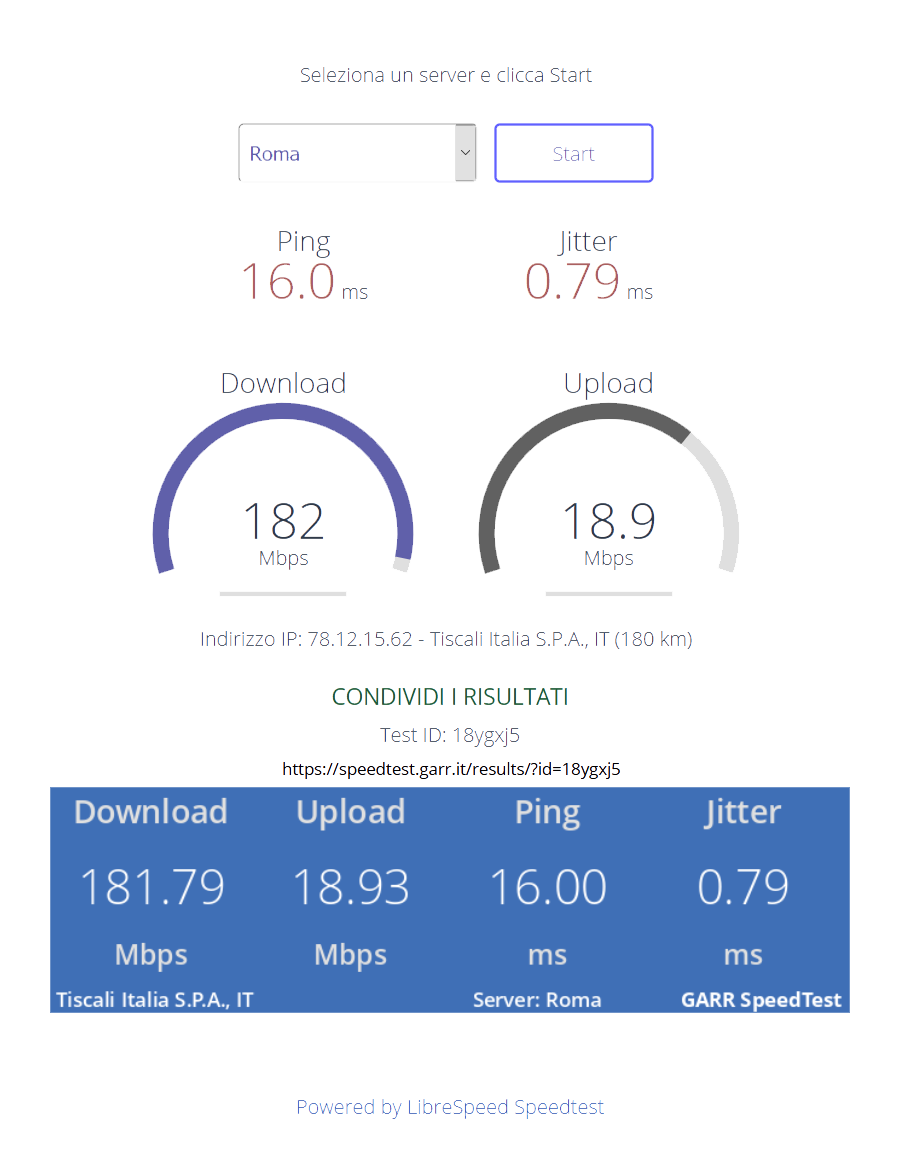 Seleziona un server e clicca Start
Roma Start
Ping Jitter
16.0 ms 0.79 ms
Download Upload
182 18.9
Mbps Mbps
Indirizzo IP: 78.12.15.62 - Tiscali Italia S.P.A., IT (180 km)
CONDIVIDI I RISULTATI
Test ID: 18ygxj5
https://speedtest.garr.it/results/?id=18ygxj5
Download Upload Ping Jitter
181.79 18.93 16.00 0.79
Mbps Mbps ms ms
Tiscali Italia S.P.A., IT Server: Roma GARR SpeedTest
Powered by LibreSpeed Speedtest